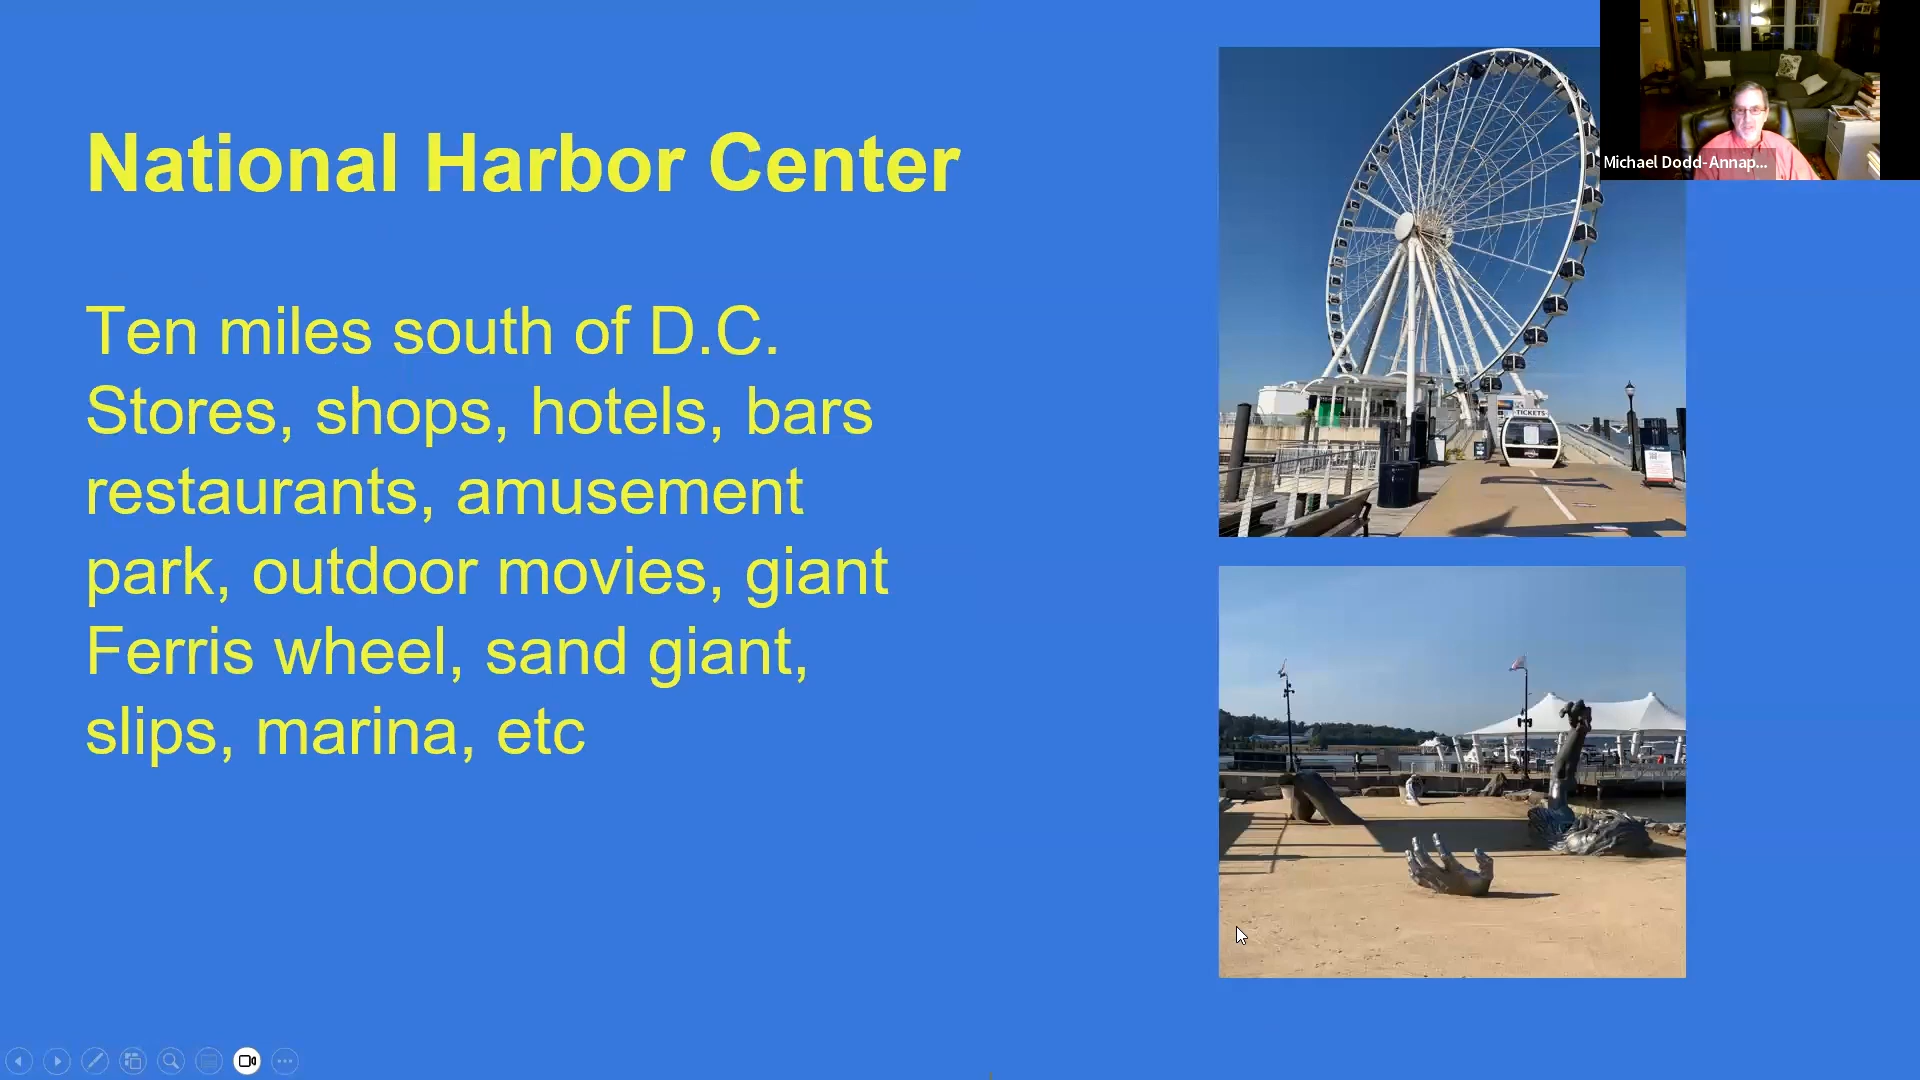 National Harbor Center
Ten miles south of D.C.
Stores, shops, hotels, bars
restaurants, amusement
park, outdoor movies, giant
Ferris wheel, sand giant,
slips, marina, etc
TICKETS
Michael Dodd-Annap...